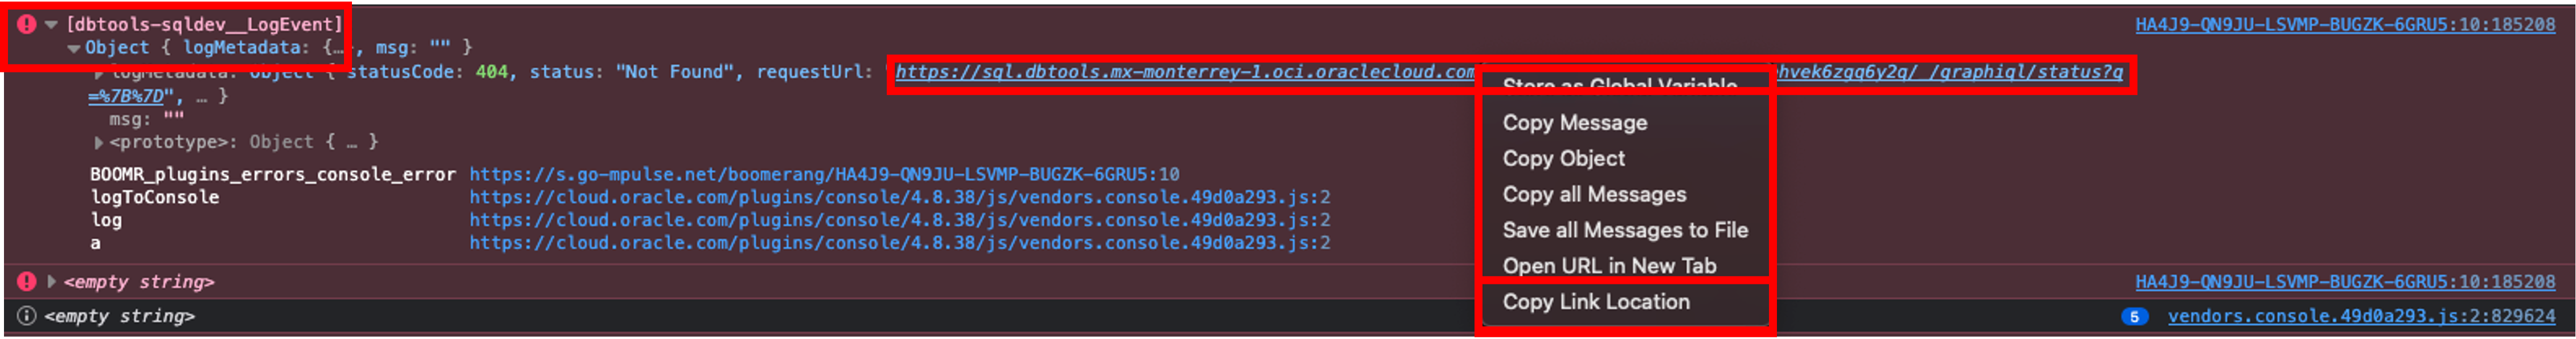 [dbtools-sqldev__LogEvent] HA4J9-QN9JU-LSVMP-BUGZK-6GRU5:10:185208
Object { logMetadata: {…}, msg: "" }
logMetadata: Object { statusCode: 404, status: "Not Found", requestUrl: "https://sql.dbtools.mx-monterrey-1.oci.oraclecloud.com hvek6zgq6y2q/_/graphiql/status?q
=%7B%7D", … }
msg: ""
<prototype>: Object { … }
BOOMR_plugins_errors_console_error https://s.go-mpulse.net/boomerang/HA4J9-QN9JU-LSVMP-BUGZK-6GRU5:10
logToConsole https://cloud.oracle.com/plugins/console/4.8.38/js/vendors.console.49d0a293.js:2
log https://cloud.oracle.com/plugins/console/4.8.38/js/vendors.console.49d0a293.js:2
a https://cloud.oracle.com/plugins/console/4.8.38/js/vendors.console.49d0a293.js:2
<empty string> HA4J9-QN9JU-LSVMP-BUGZK-6GRU5:10:185208
<empty string> 5 vendors.console.49d0a293.js:2:829624
Store as Global Variable
Copy Message
Copy Object
Copy all Messages
Save all Messages to File
Open URL in New Tab
Copy Link Location